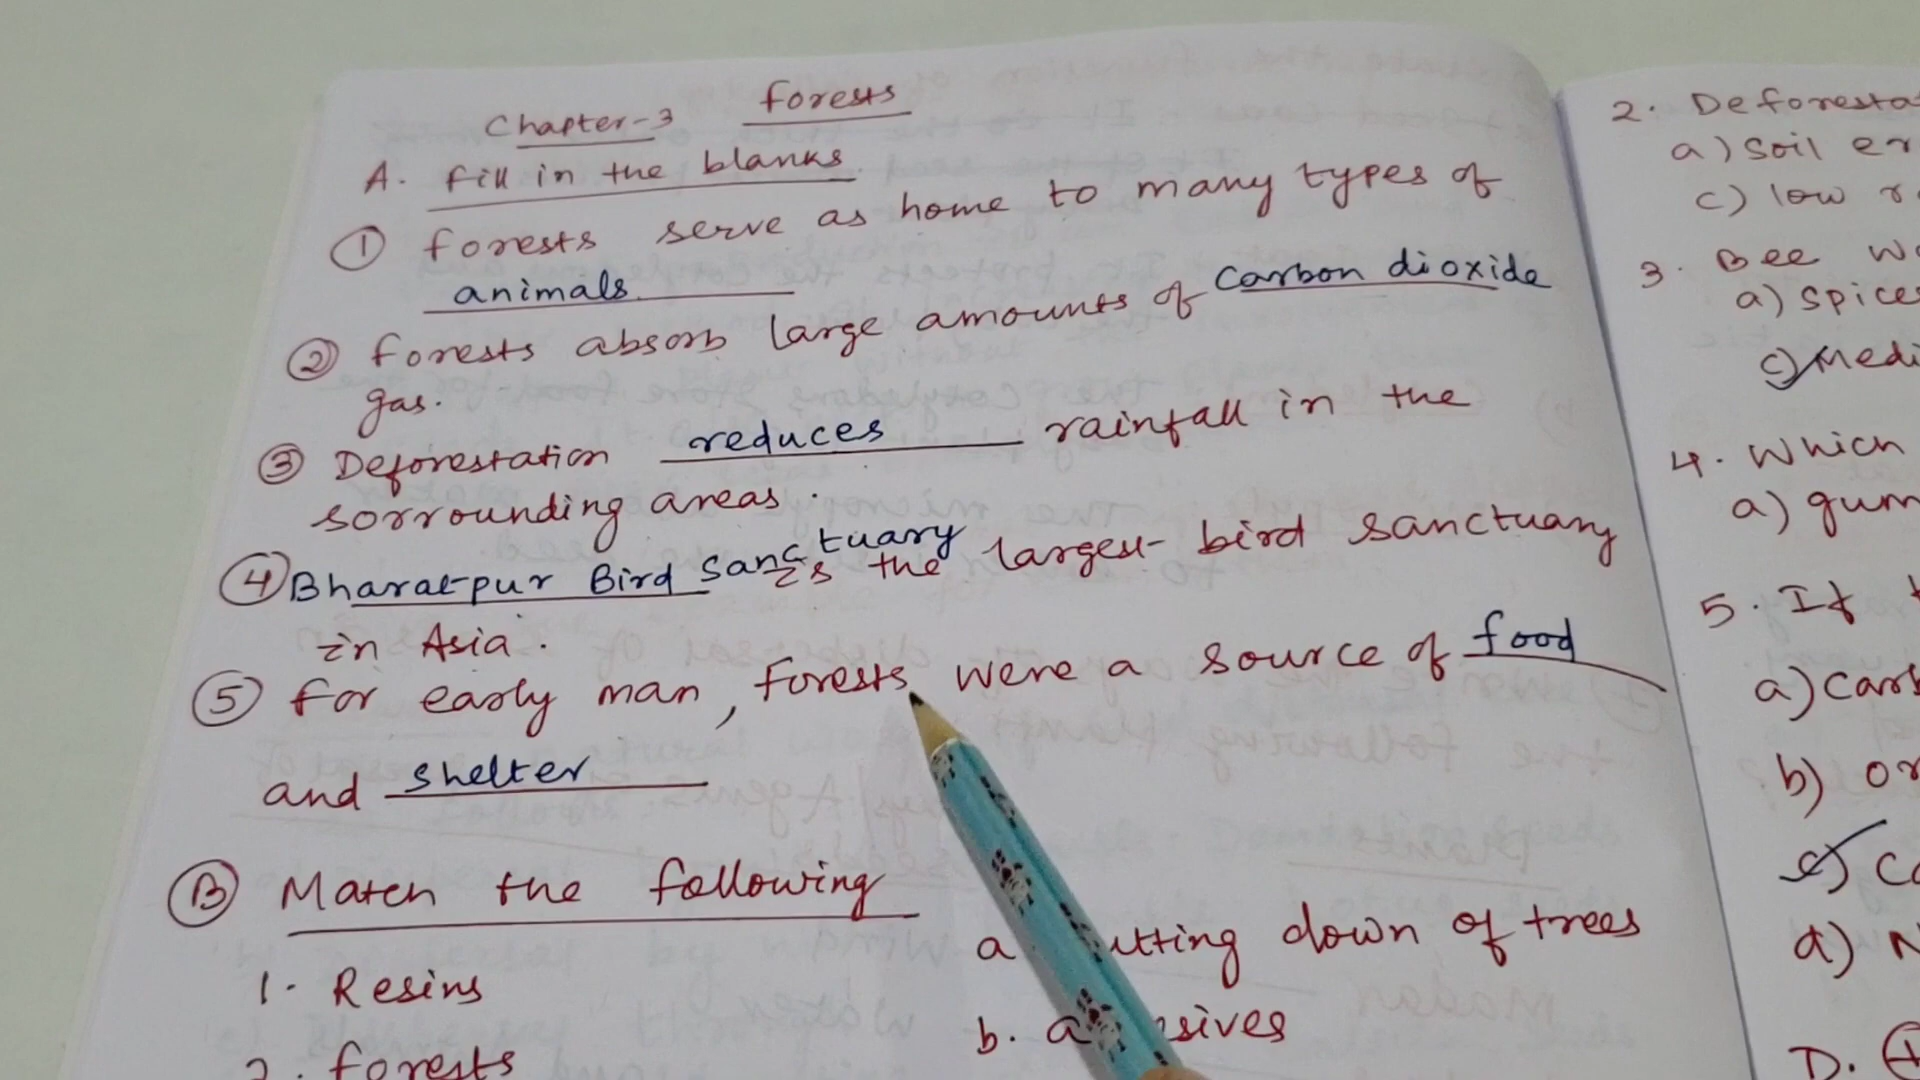 Chapter-3 Forests
A. Fill in the blanks
① Forests serve as home to many types of
animals
② Forests absorb large amounts of Carbon dioxide
gas.
③ Deforestation reduces rainfall in the
sorrounding areas.
④ Bharatpur Bird Sanctuary is the largest bird sanctuary
in Asia.
⑤ For early man, Forests were a source of food
and shelter
Ⓑ Match the following
1. Resins
a
utting down of trees
2. Forests
b. a
sives
2. Deforesta
a) Soil er
c) low r
3. Bee w
a) Spices
c) Medi
4. Which
a) gum
5. If t
a) Carb
b) or
c) Ca
d) N
D.